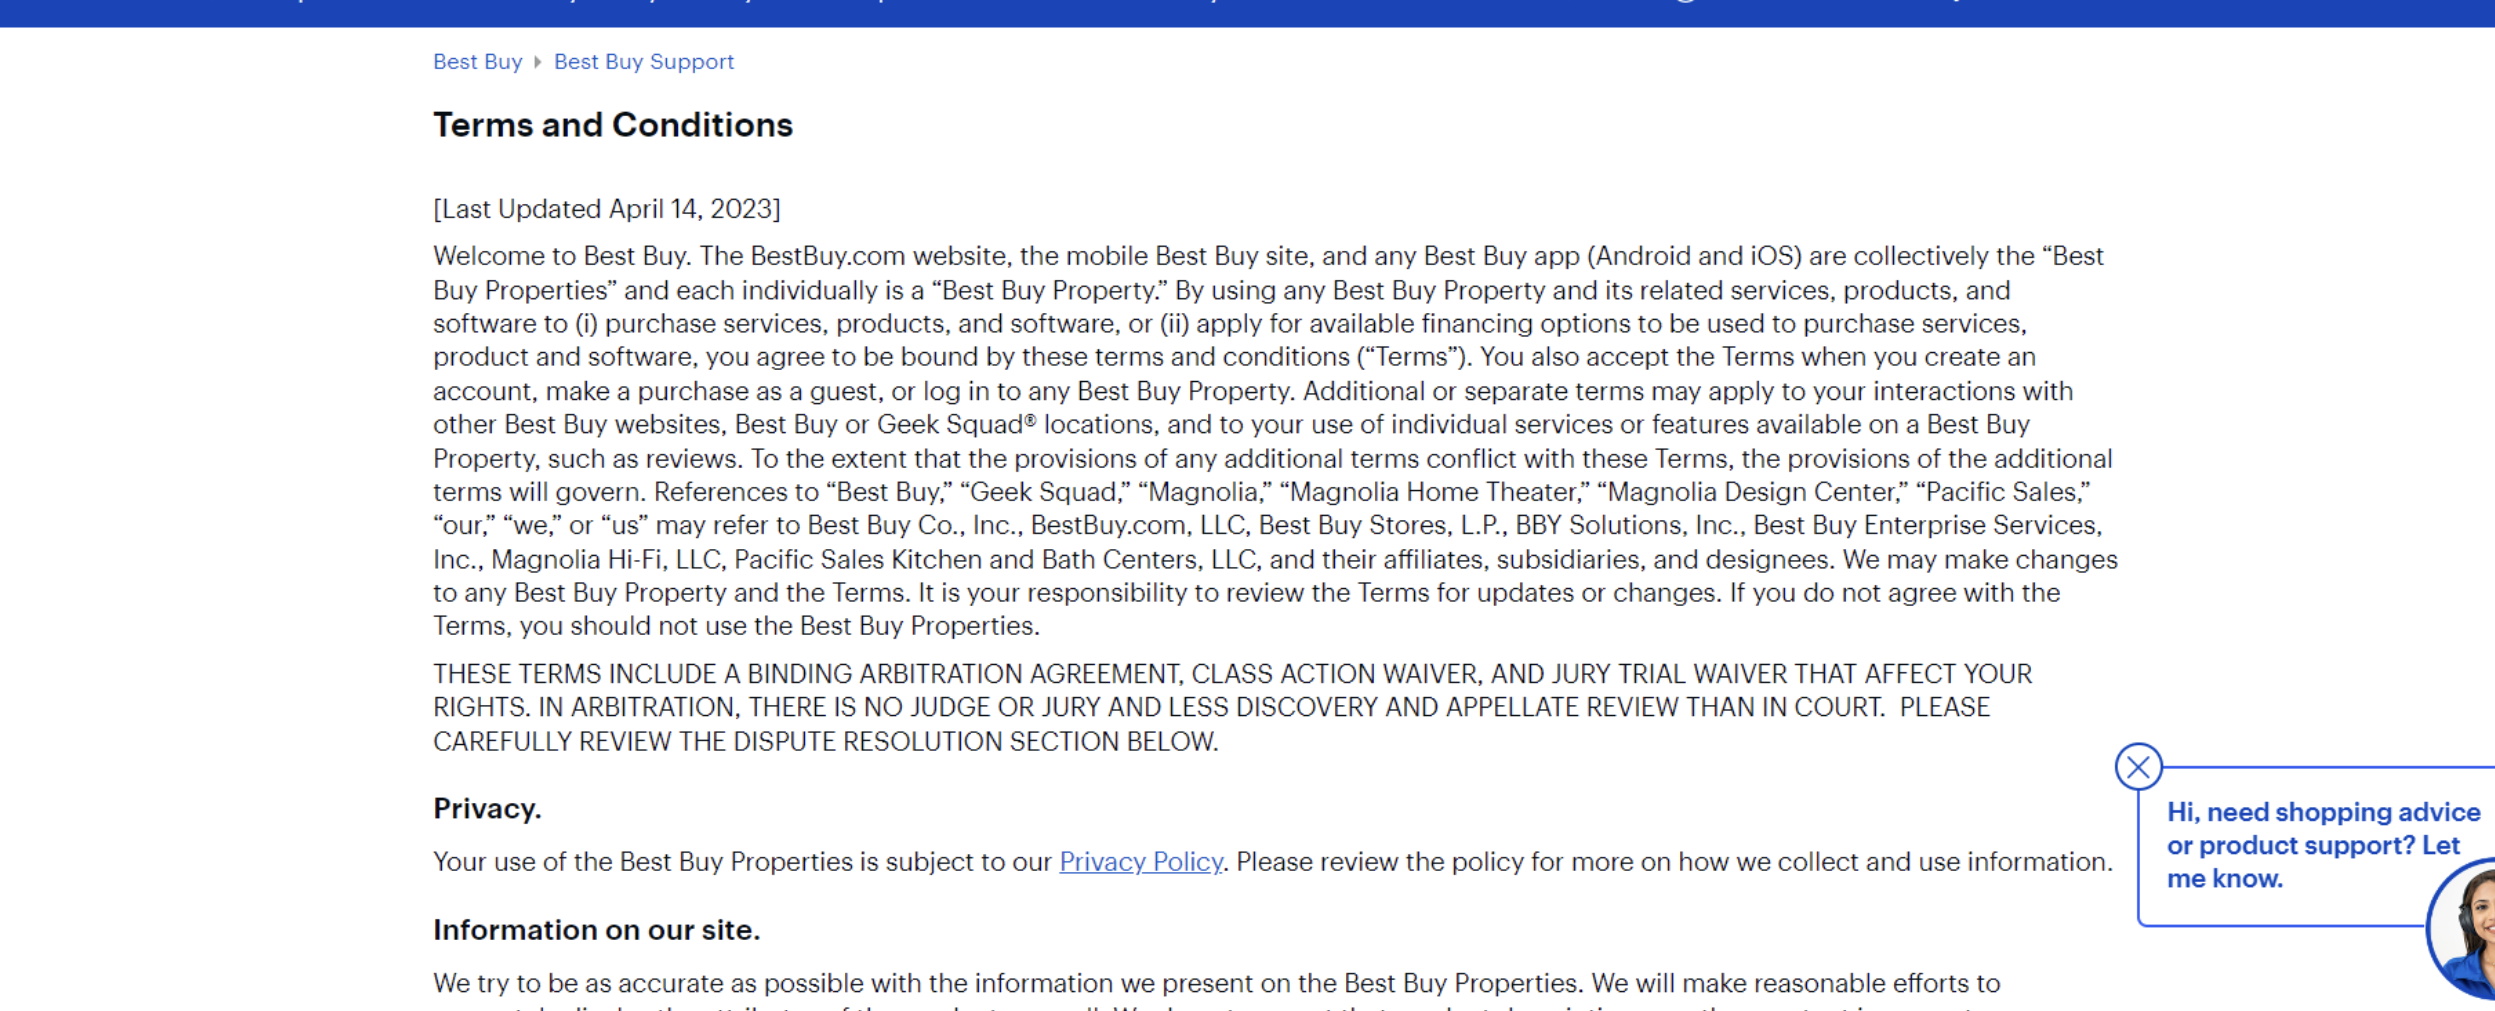 Best Buy Best Buy Support
Terms and Conditions
[Last Updated April 14, 2023]
Welcome to Best Buy. The BestBuy.com website, the mobile Best Buy site, and any Best Buy app (Android and iOS) are collectively the “Best
Buy Properties” and each individually is a “Best Buy Property.” By using any Best Buy Property and its related services, products, and
software to (i) purchase services, products, and software, or (ii) apply for available financing options to be used to purchase services,
product and software, you agree to be bound by these terms and conditions (“Terms”). You also accept the Terms when you create an
account, make a purchase as a guest, or log in to any Best Buy Property. Additional or separate terms may apply to your interactions with
other Best Buy websites, Best Buy or Geek Squad® locations, and to your use of individual services or features available on a Best Buy
Property, such as reviews. To the extent that the provisions of any additional terms conflict with these Terms, the provisions of the additional
terms will govern. References to “Best Buy,” “Geek Squad,” “Magnolia,” “Magnolia Home Theater,” “Magnolia Design Center,” “Pacific Sales,”
“our,” “we,” or “us” may refer to Best Buy Co., Inc., BestBuy.com, LLC, Best Buy Stores, L.P., BBY Solutions, Inc., Best Buy Enterprise Services,
Inc., Magnolia Hi-Fi, LLC, Pacific Sales Kitchen and Bath Centers, LLC, and their affiliates, subsidiaries, and designees. We may make changes
to any Best Buy Property and the Terms. It is your responsibility to review the Terms for updates or changes. If you do not agree with the
Terms, you should not use the Best Buy Properties.
THESE TERMS INCLUDE A BINDING ARBITRATION AGREEMENT, CLASS ACTION WAIVER, AND JURY TRIAL WAIVER THAT AFFECT YOUR
RIGHTS. IN ARBITRATION, THERE IS NO JUDGE OR JURY AND LESS DISCOVERY AND APPELLATE REVIEW THAN IN COURT.  PLEASE
CAREFULLY REVIEW THE DISPUTE RESOLUTION SECTION BELOW.
Privacy.
Your use of the Best Buy Properties is subject to our Privacy Policy. Please review the policy for more on how we collect and use information.
Information on our site.
We try to be as accurate as possible with the information we present on the Best Buy Properties. We will make reasonable efforts to
Hi, need shopping advice
or product support? Let
me know.